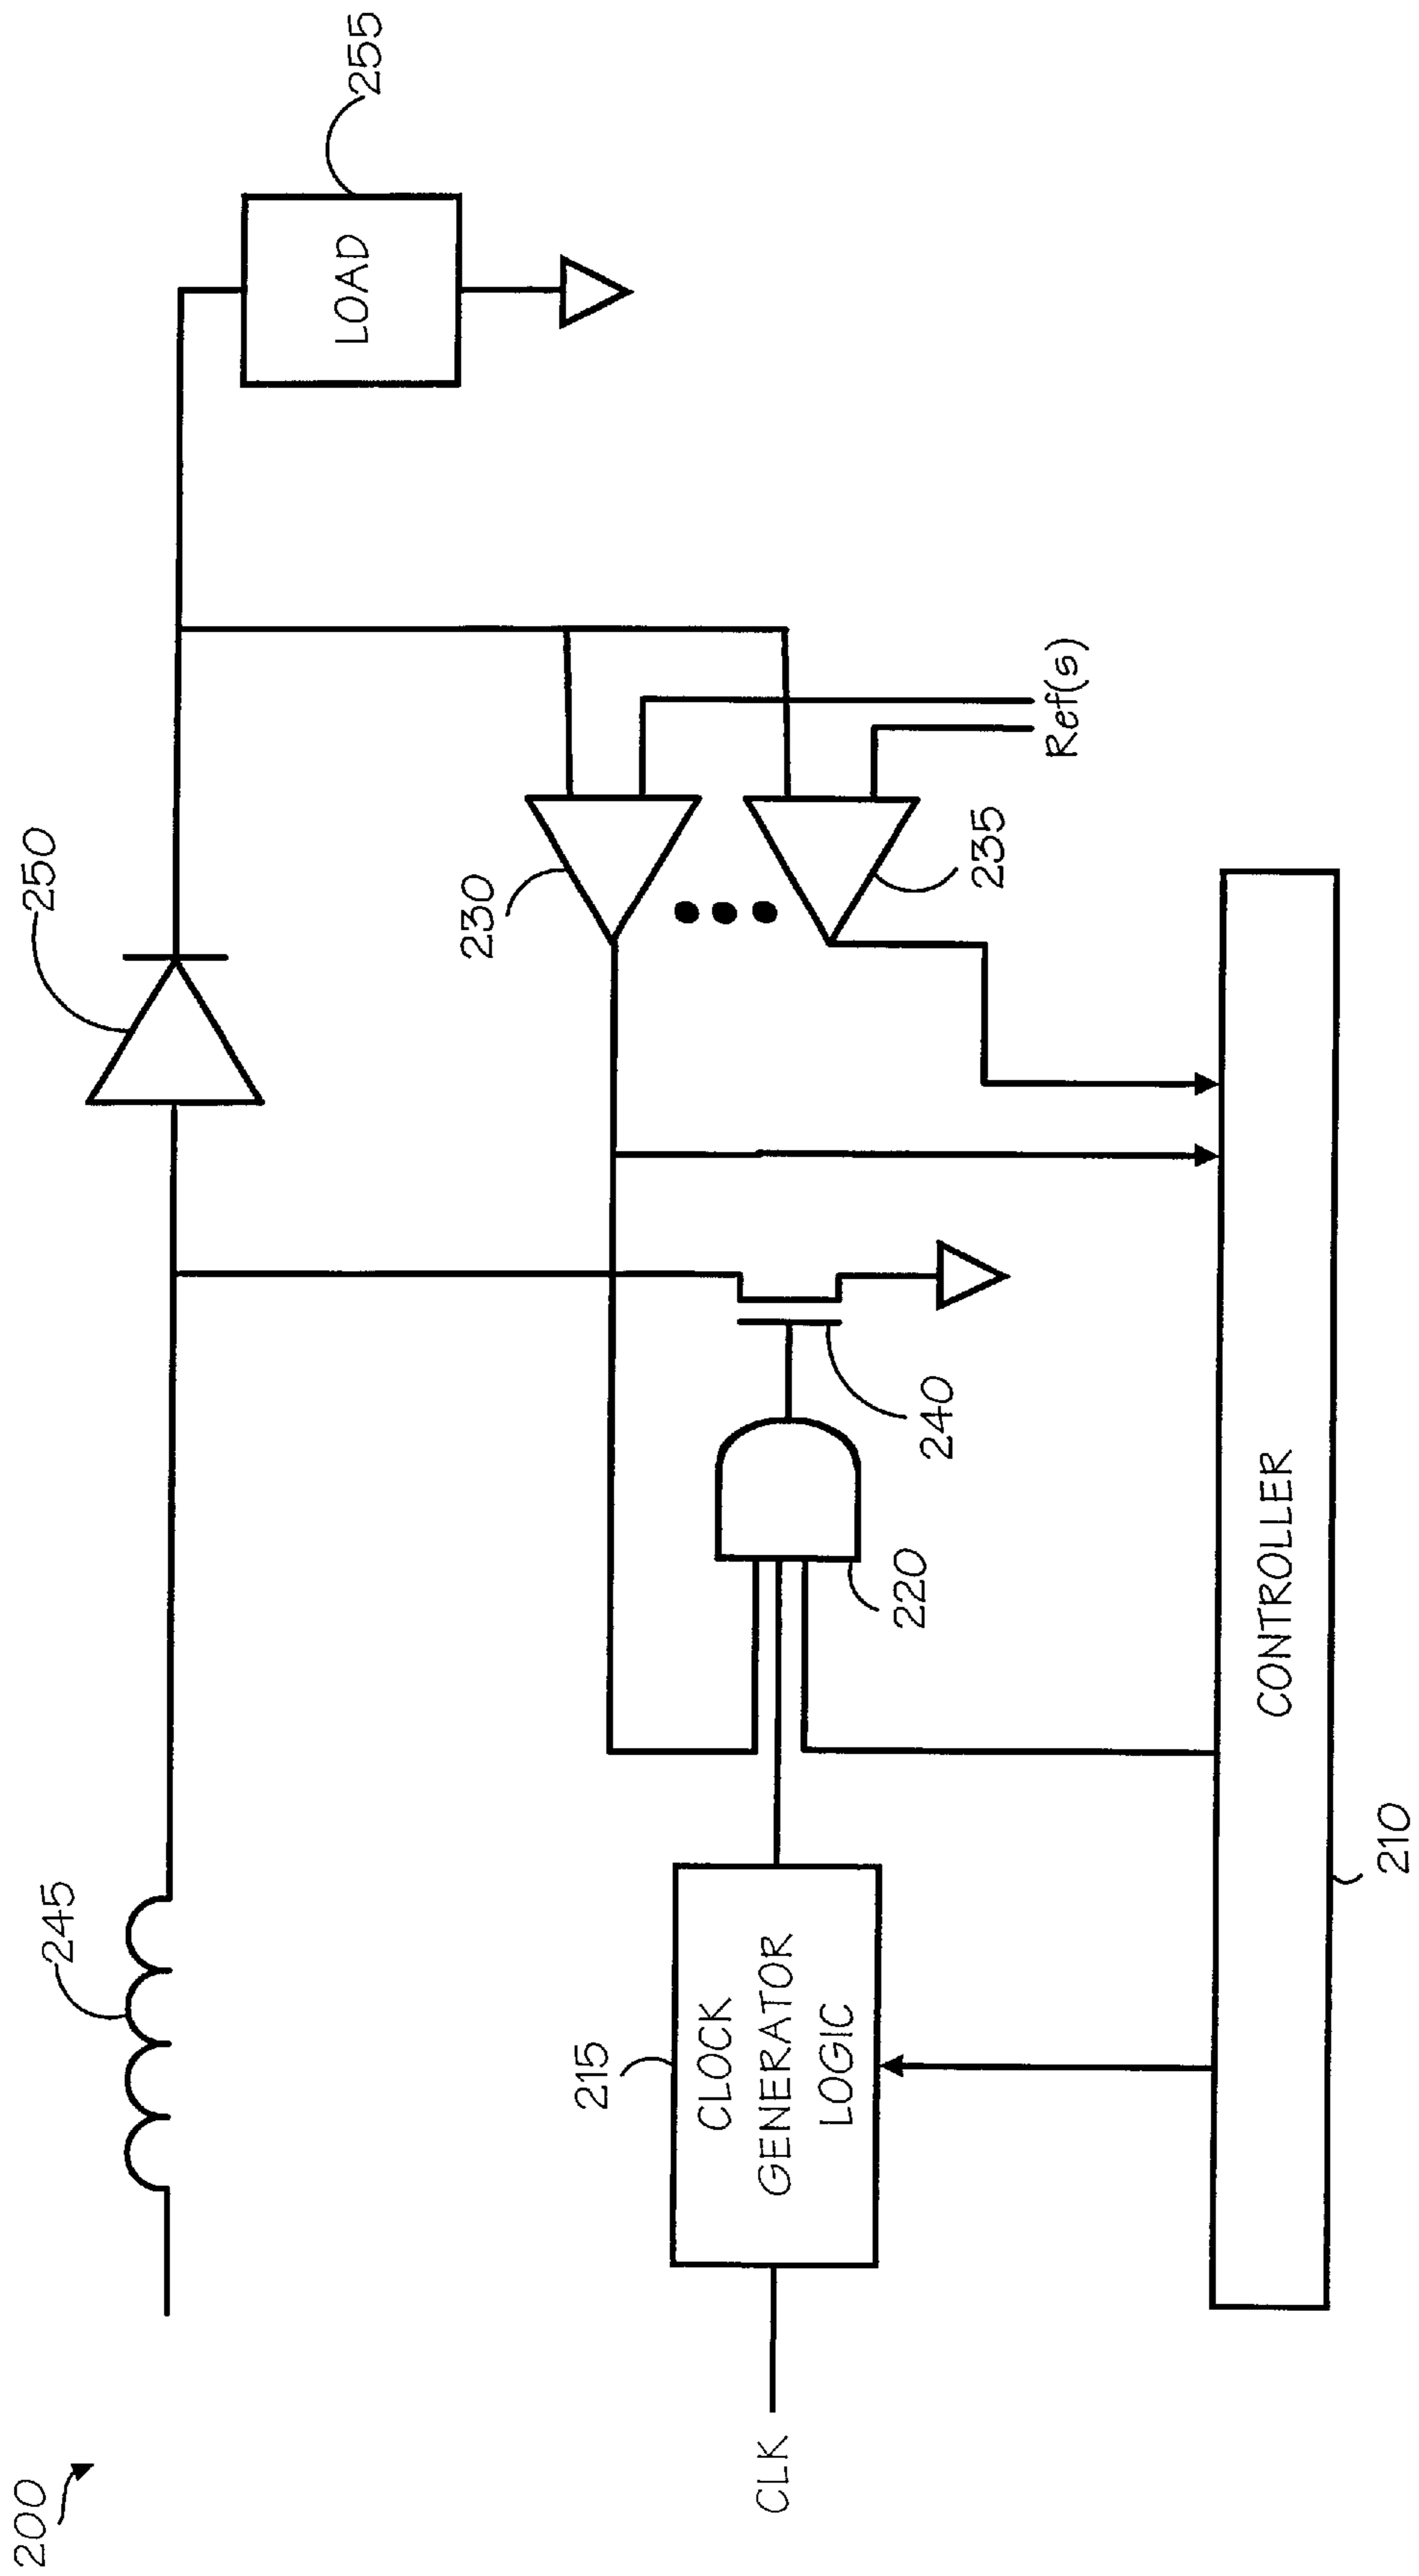 200
245
250
255
LOAD
230
235
Ref(s)
240
220
215
CLOCK
GENERATOR
LOGIC
CLK
CONTROLLER
210